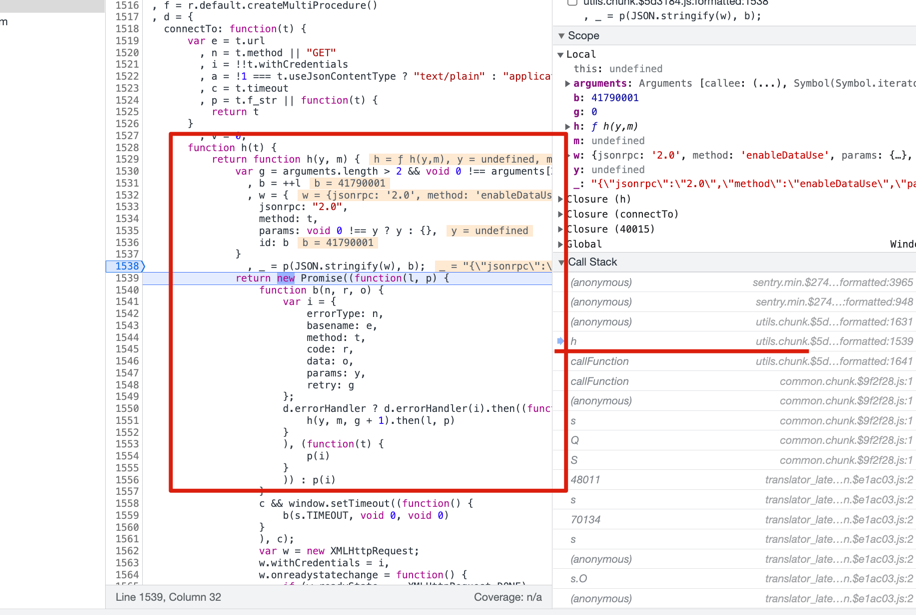 1516 , f = r.default.createMultiProcedure()
1517 , d = {
1518 connectTo: function(t) {
1519 var e = t.url
1520 , n = t.method || "GET"
1521 , i = !!t.withCredentials
1522 , a = !1 === t.useJsonContentType ? "text/plain" : "applica
1523 , c = t.timeout
1524 , p = t.f_str || function(t) {
1525 return t
1526 }
1527 , v = 0;
1528 function h(t) {
1529 return function h(y, m) { h = ƒ h(y,m), y = undefined, m
1530 var g = arguments.length > 2 && void 0 !== arguments[
1531 , b = ++l b = 41790001
1532 , w = { w = {jsonrpc: '2.0', method: 'enableDataUs
1533 jsonrpc: "2.0",
1534 method: t,
1535 params: void 0 !== y ? y : {}, y = undefined
1536 id: b b = 41790001
1537 }
1538 , _ = p(JSON.stringify(w), b); _ = "{\"jsonrpc\":\
1539 return new Promise((function(l, p) {
1540 function b(n, r, o) {
1541 var i = {
1542 errorType: n,
1543 basename: e,
1544 method: t,
1545 code: r,
1546 data: o,
1547 params: y,
1548 retry: g
1549 };
1550 d.errorHandler ? d.errorHandler(i).then((func
1551 h(y, m, g + 1).then(l, p)
1552 }
1553 ), (function(t) {
1554 p(i)
1555 }
1556 )) : p(i)
1557 }
1558 c && window.setTimeout((function() {
1559 b(s.TIMEOUT, void 0, void 0)
1560 }
1561 ), c);
1562 var w = new XMLHttpRequest;
1563 w.withCredentials = i,
1564 w.onreadystatechange = function() {
Line 1539, Column 32
Coverage: n/a
utils.chunk.$5d3184.js:formatted:1538
, _ = p(JSON.stringify(w), b);
Scope
Local
this: undefined
arguments: Arguments [callee: (...), Symbol(Symbol.iterato
b: 41790001
g: 0
h: ƒ h(y,m)
m: undefined
w: {jsonrpc: '2.0', method: 'enableDataUse', params: {…},
y: undefined
_: "{\"jsonrpc\":\"2.0\",\"method\":\"enableDataUse\",\"pa
Closure (h)
Closure (connectTo)
Closure (40015)
Global Windo
Call Stack
(anonymous) sentry.min.$274…formatted:3965
(anonymous) sentry.min.$274…:formatted:948
(anonymous) utils.chunk.$5d…formatted:1631
h utils.chunk.$5d…formatted:1539
callFunction utils.chunk.$5d…formatted:1641
callFunction common.chunk.$9f2f28.js:1
(anonymous) common.chunk.$9f2f28.js:1
s common.chunk.$9f2f28.js:1
Q common.chunk.$9f2f28.js:1
S common.chunk.$9f2f28.js:1
48011 translator_late…n.$e1ac03.js:2
s translator_late…n.$e1ac03.js:2
70134 translator_late…n.$e1ac03.js:2
s translator_late…n.$e1ac03.js:2
(anonymous) translator_late…n.$e1ac03.js:2
s.O translator_late…n.$e1ac03.js:2
(anonymous) translator_late…n.$e1ac03.js:2